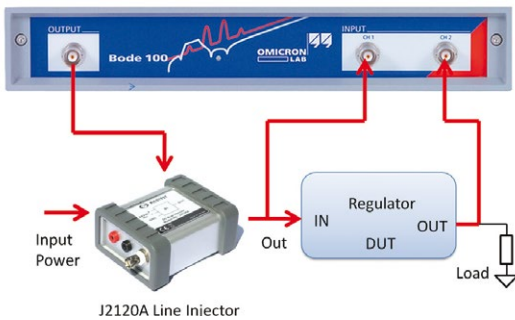 OUTPUT
INPUT
CH 1
CH 2
Bode 100
OMICRON
LAB
Input
Power
Out
IN
Regulator
OUT
DUT
Load
J2120A Line Injector